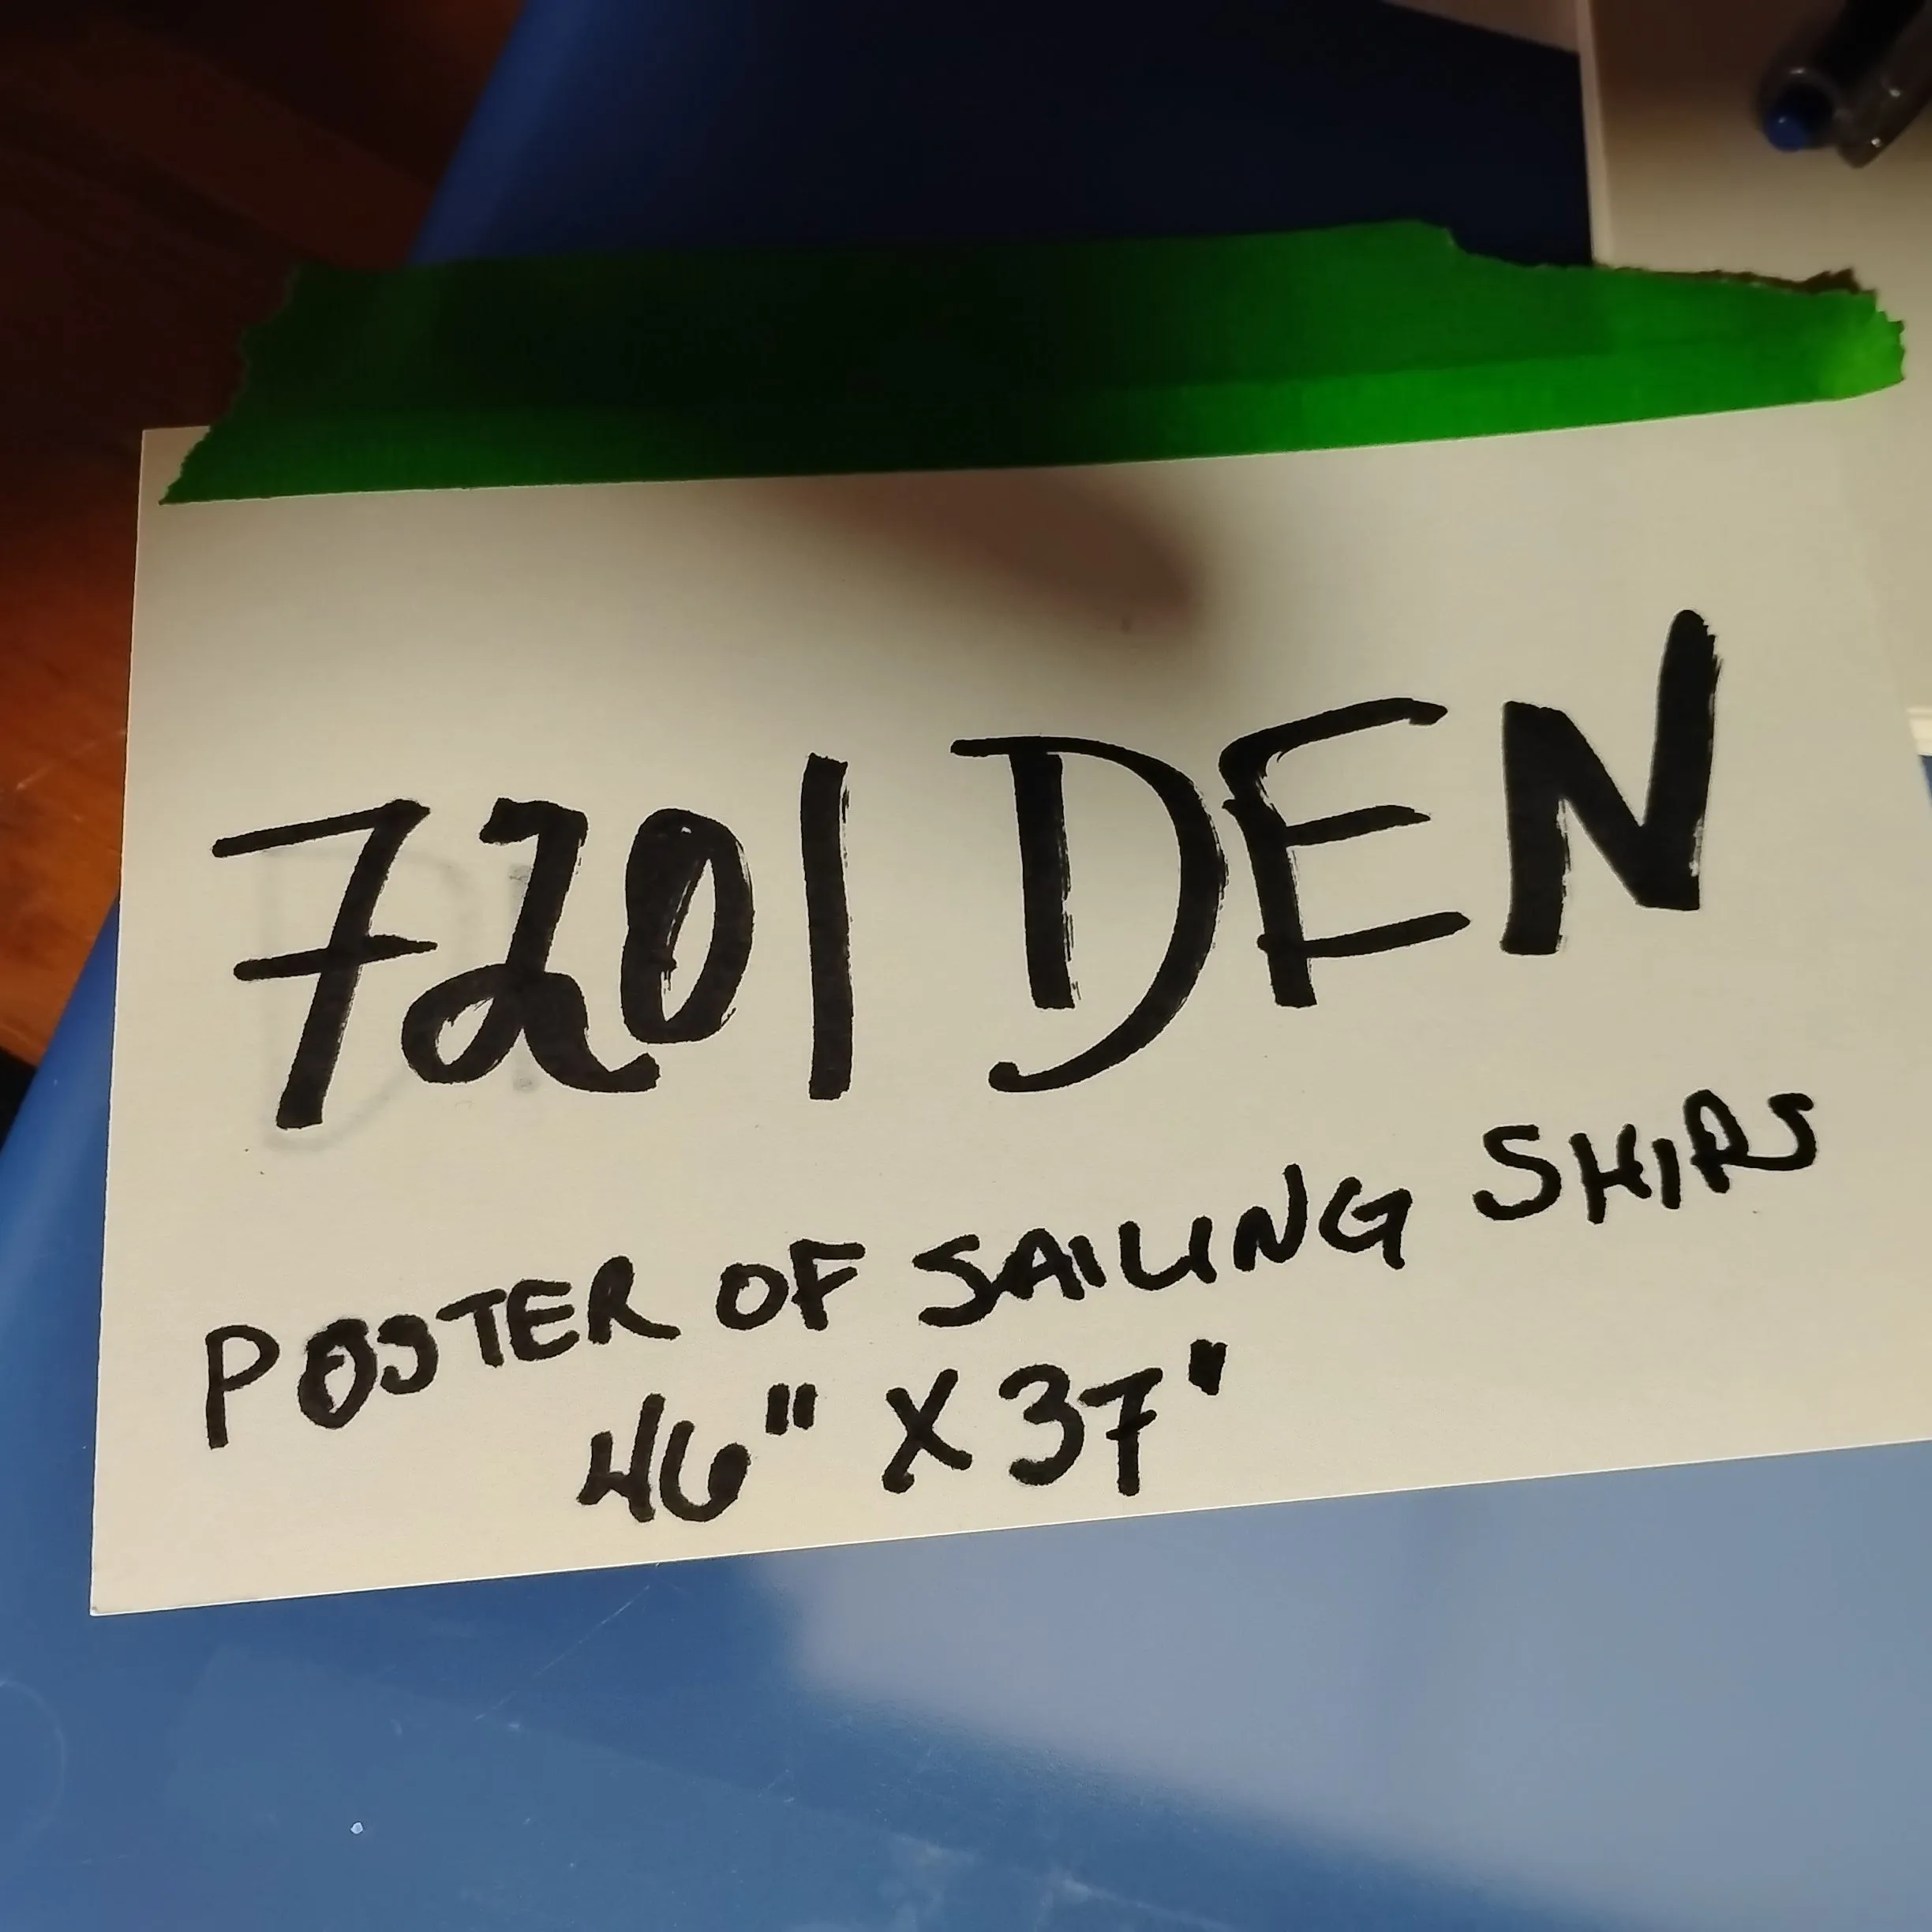 7201 DEN
POSTER OF SAILING SHIPS
46" X 37"